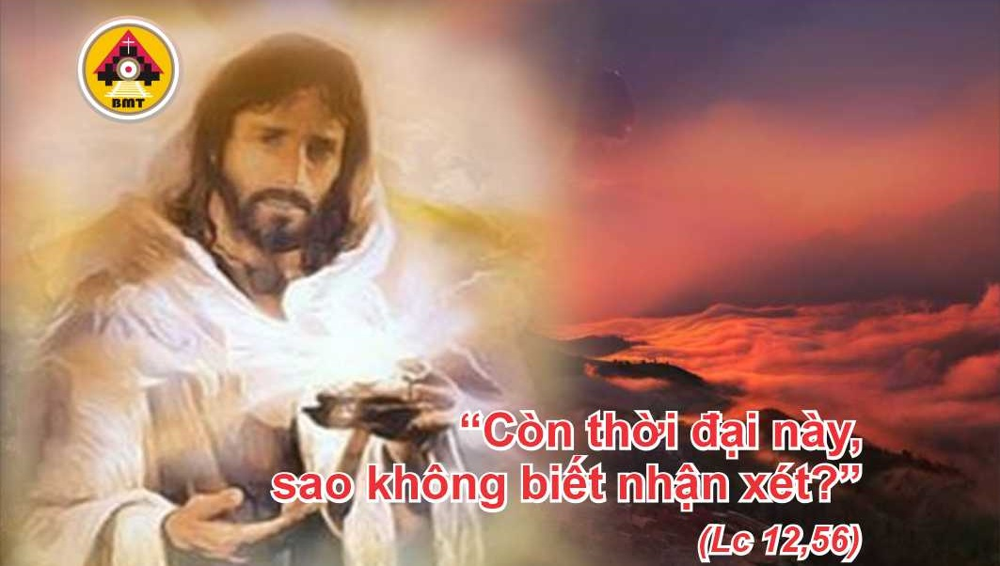 BMT
“Còn thời đại này,
sao không biết nhận xét?”
(Lc 12,56)